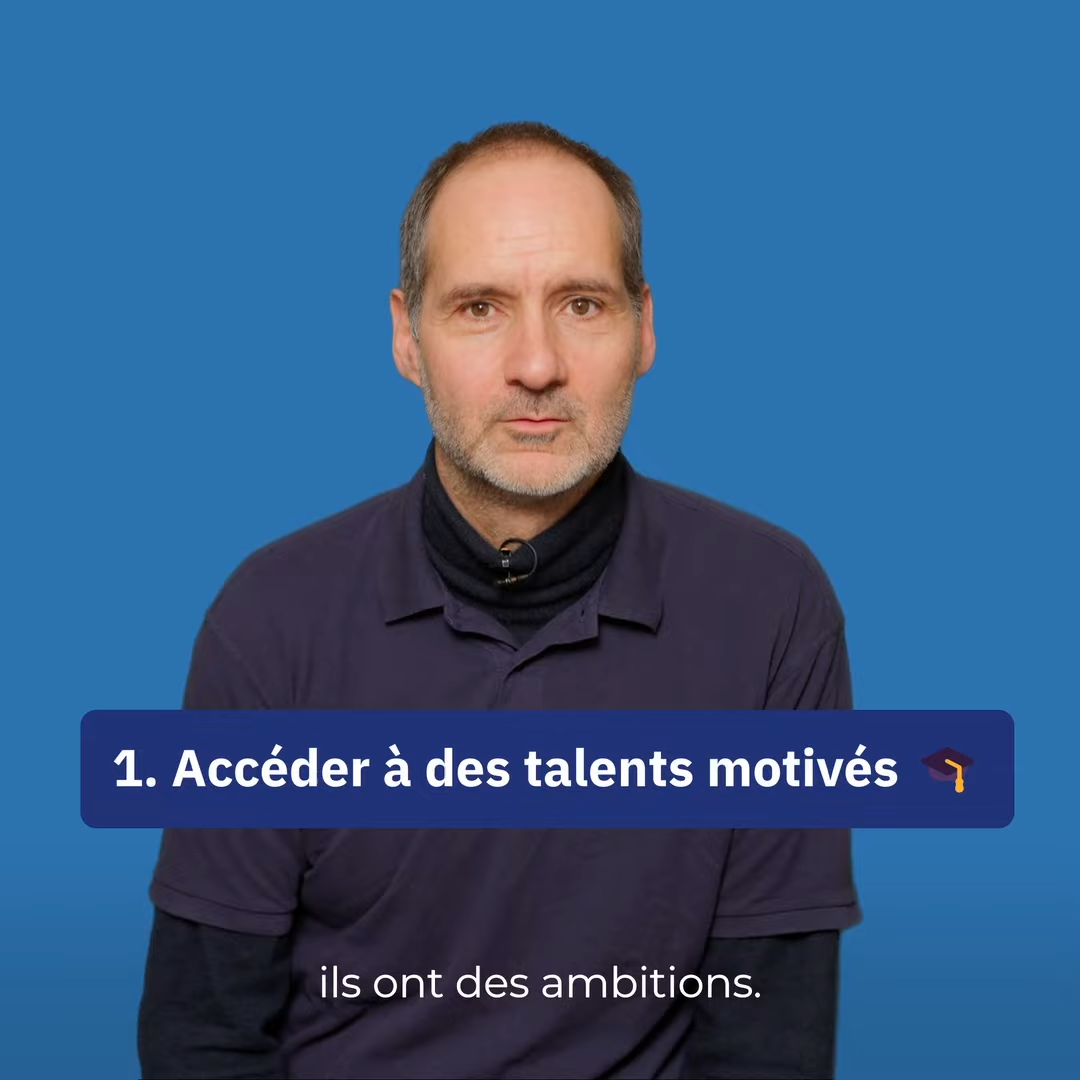 1. Accéder à des talents motivés 🎓
ils ont des ambitions.